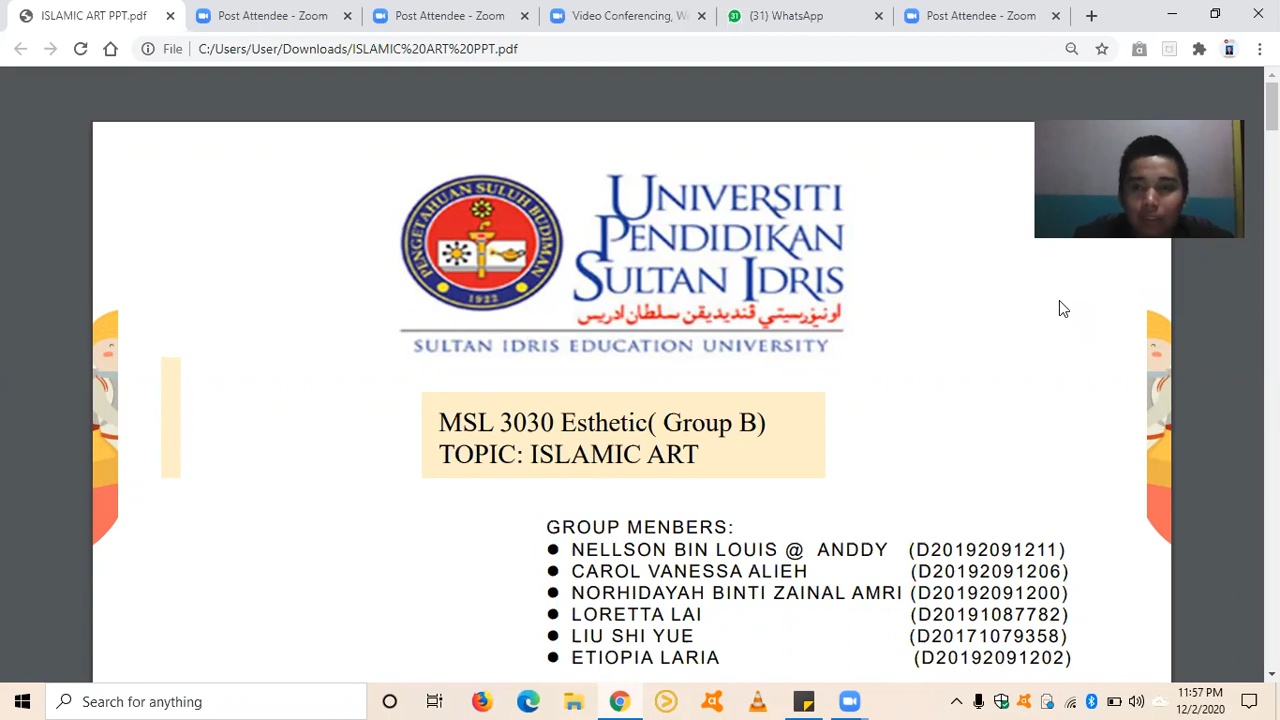 ISLAMIC ART PPT.pdf
Post Attendee - Zoom
Post Attendee - Zoom
Video Conferencing, We
(31) WhatsApp
Post Attendee - Zoom
File
C:/Users/User/Downloads/ISLAMIC%20ART%20PPT.pdf
PENGETAHUAN SULUH BUDIMAN
1922
UNIVERSITI
PENDIDIKAN
SULTAN IDRIS
اونيۏرسيتي ڤنديديقن سلطان ادريس
SULTAN IDRIS EDUCATION UNIVERSITY
MSL 3030 Esthetic( Group B)
TOPIC: ISLAMIC ART
GROUP MENBERS:
● NELLSON BIN LOUIS @ ANDDY (D20192091211)
● CAROL VANESSA ALIEH (D20192091206)
● NORHIDAYAH BINTI ZAINAL AMRI (D20192091200)
● LORETTA LAI (D20191087782)
● LIU SHI YUE (D20171079358)
● ETIOPIA LARIA (D20192091202)
Search for anything
11:57 PM
12/2/2020